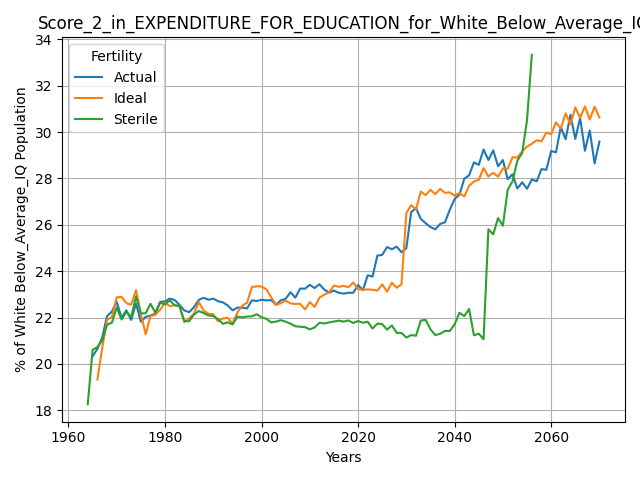 Score_2_in_EXPENDITURE_FOR_EDUCATION_for_White_Below_Average_IQ
34
32
30
28
26
24
22
20
18
% of White Below_Average_IQ Population
Fertility
Actual
Ideal
Sterile
1960 1980 2000 2020 2040 2060
Years